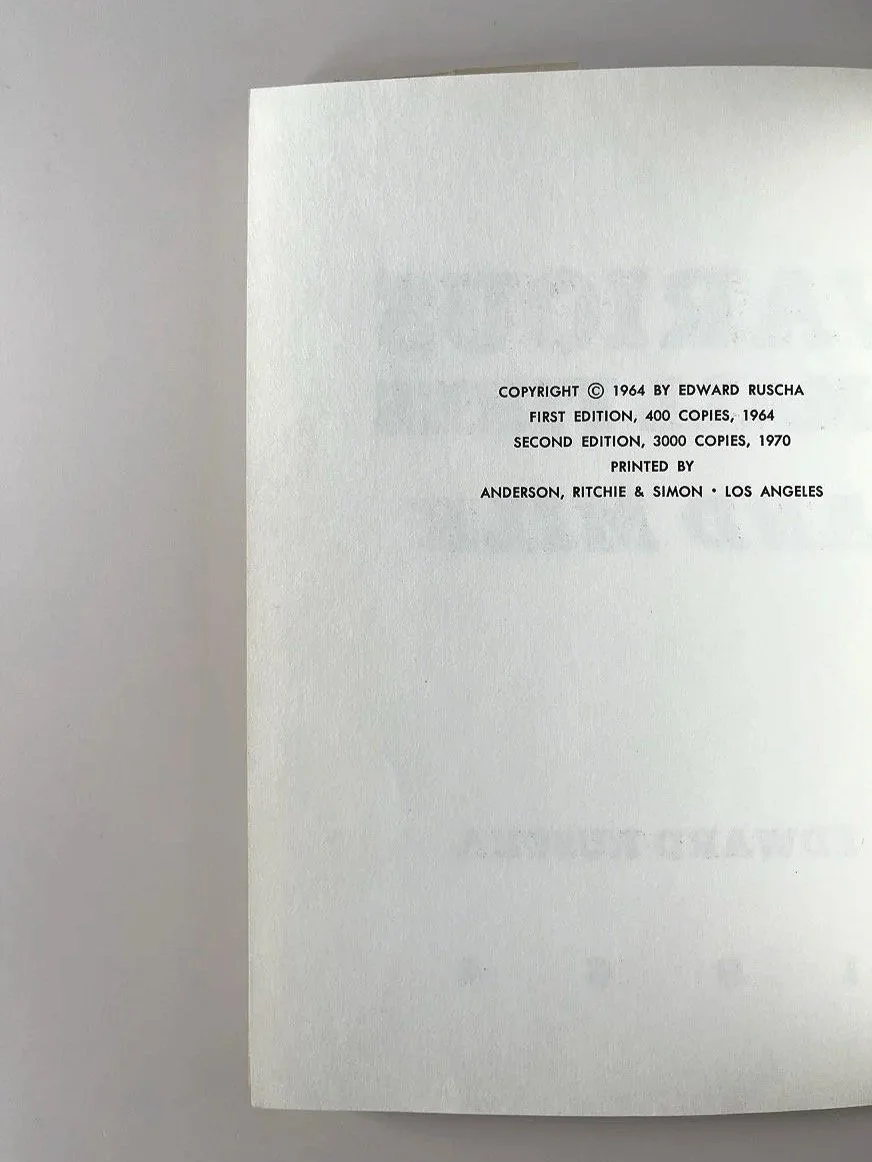 COPYRIGHT © 1964 BY EDWARD RUSCHA
FIRST EDITION, 400 COPIES, 1964
SECOND EDITION, 3000 COPIES, 1970
PRINTED BY
ANDERSON, RITCHIE & SIMON • LOS ANGELES